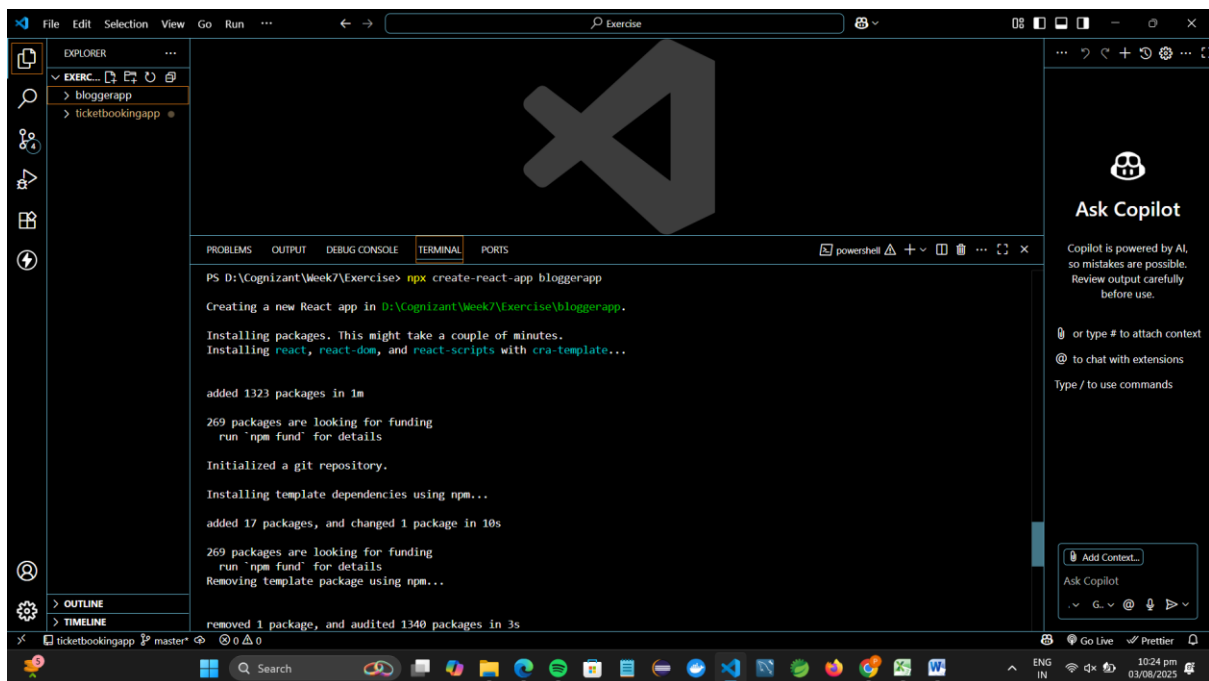 File Edit Selection View Go Run ···
Exercise
EXPLORER ···
EXERC...
bloggerapp
ticketbookingapp
4
PROBLEMS OUTPUT DEBUG CONSOLE TERMINAL PORTS
powershell
PS D:\Cognizant\Week7\Exercise> npx create-react-app bloggerapp
Creating a new React app in D:\Cognizant\Week7\Exercise\bloggerapp.
Installing packages. This might take a couple of minutes.
Installing react, react-dom, and react-scripts with cra-template...
added 1323 packages in 1m
269 packages are looking for funding
run `npm fund` for details
Initialized a git repository.
Installing template dependencies using npm...
added 17 packages, and changed 1 package in 10s
269 packages are looking for funding
run `npm fund` for details
Removing template package using npm...
removed 1 package, and audited 1340 packages in 3s
Ask Copilot
Copilot is powered by AI,
so mistakes are possible.
Review output carefully
before use.
or type # to attach context
@ to chat with extensions
Type / to use commands
Add Context...
Ask Copilot
G.. @
OUTLINE
TIMELINE
ticketbookingapp master* 0 0
Go Live Prettier
5
Search
ENG
IN
10:24 pm
03/08/2025